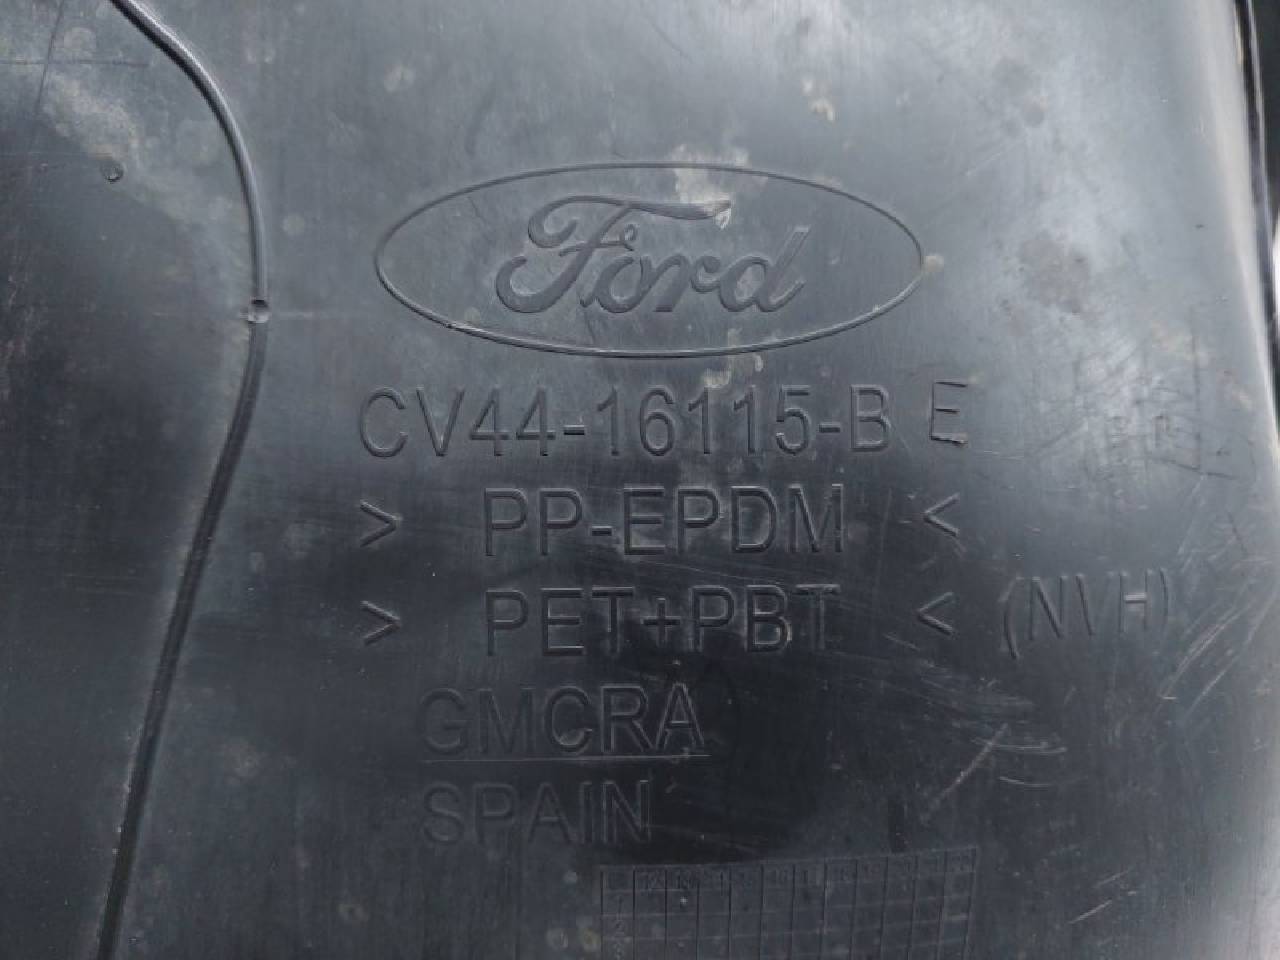 Ford
CV44-16115-B E
> PP-EPDM <
> PET+PBT < (NVH)
GMCRA
SPAIN